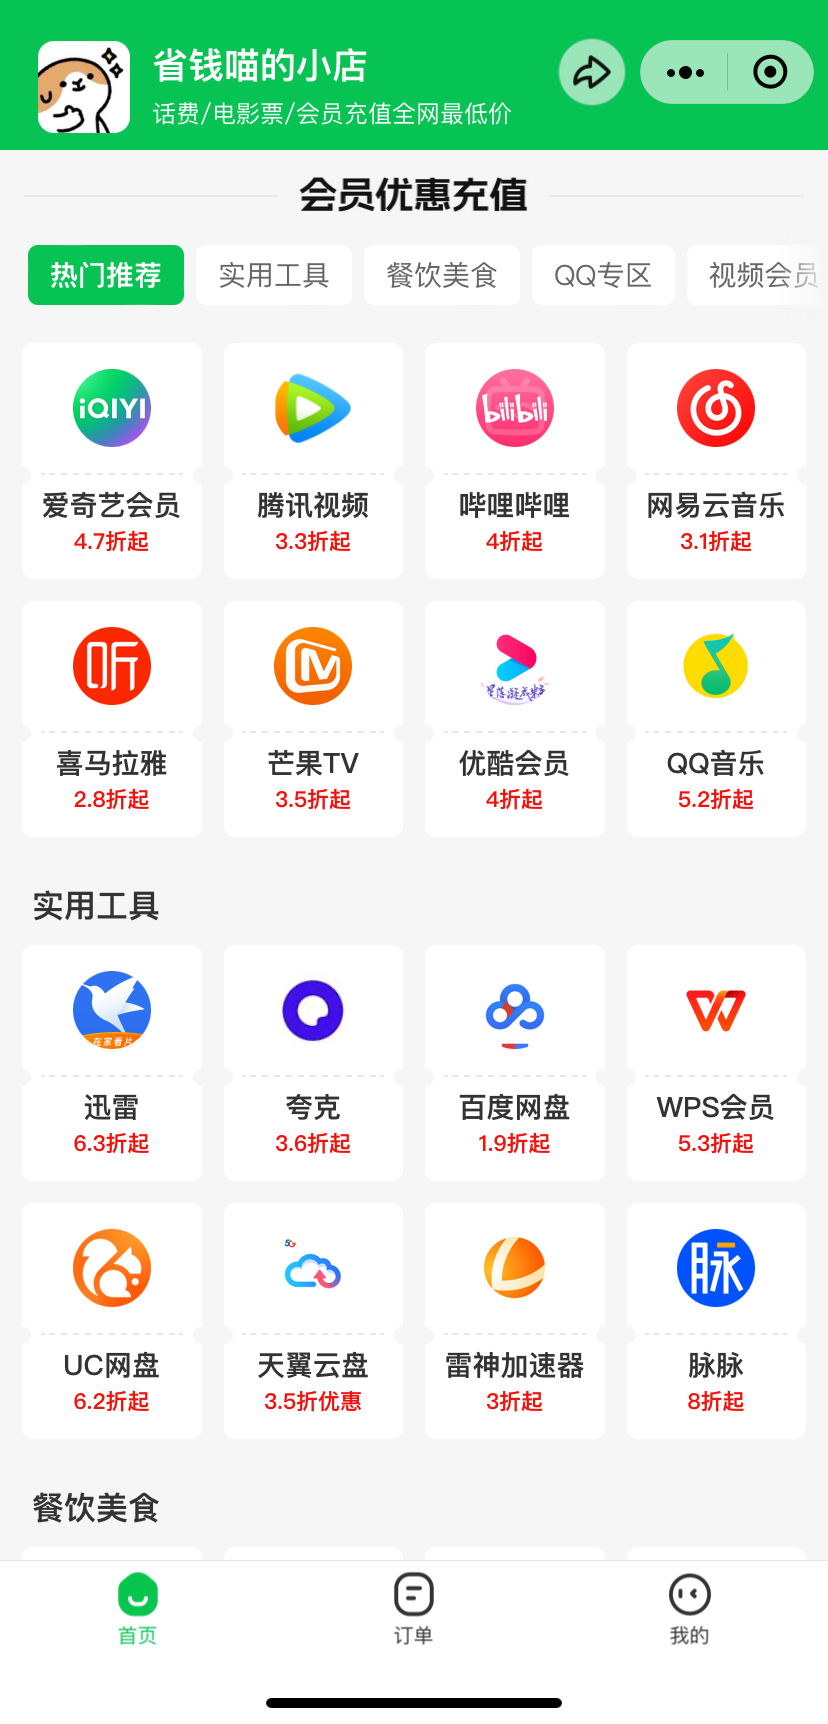 省钱喵的小店
话费/电影票/会员充值全网最低价
会员优惠充值
热门推荐 实用工具 餐饮美食 QQ专区 视频会员
iQIYI bilibili
爱奇艺会员 腾讯视频 哔哩哔哩 网易云音乐
4.7折起 3.3折起 4折起 3.1折起
听
喜马拉雅 芒果TV 优酷会员 QQ音乐
2.8折起 3.5折起 4折起 5.2折起
实用工具
在家看片
迅雷 夸克 百度网盘 WPS会员
6.3折起 3.6折起 1.9折起 5.3折起
5G 脉
UC网盘 天翼云盘 雷神加速器 脉脉
6.2折起 3.5折优惠 3折起 8折起
餐饮美食
首页 订单 我的